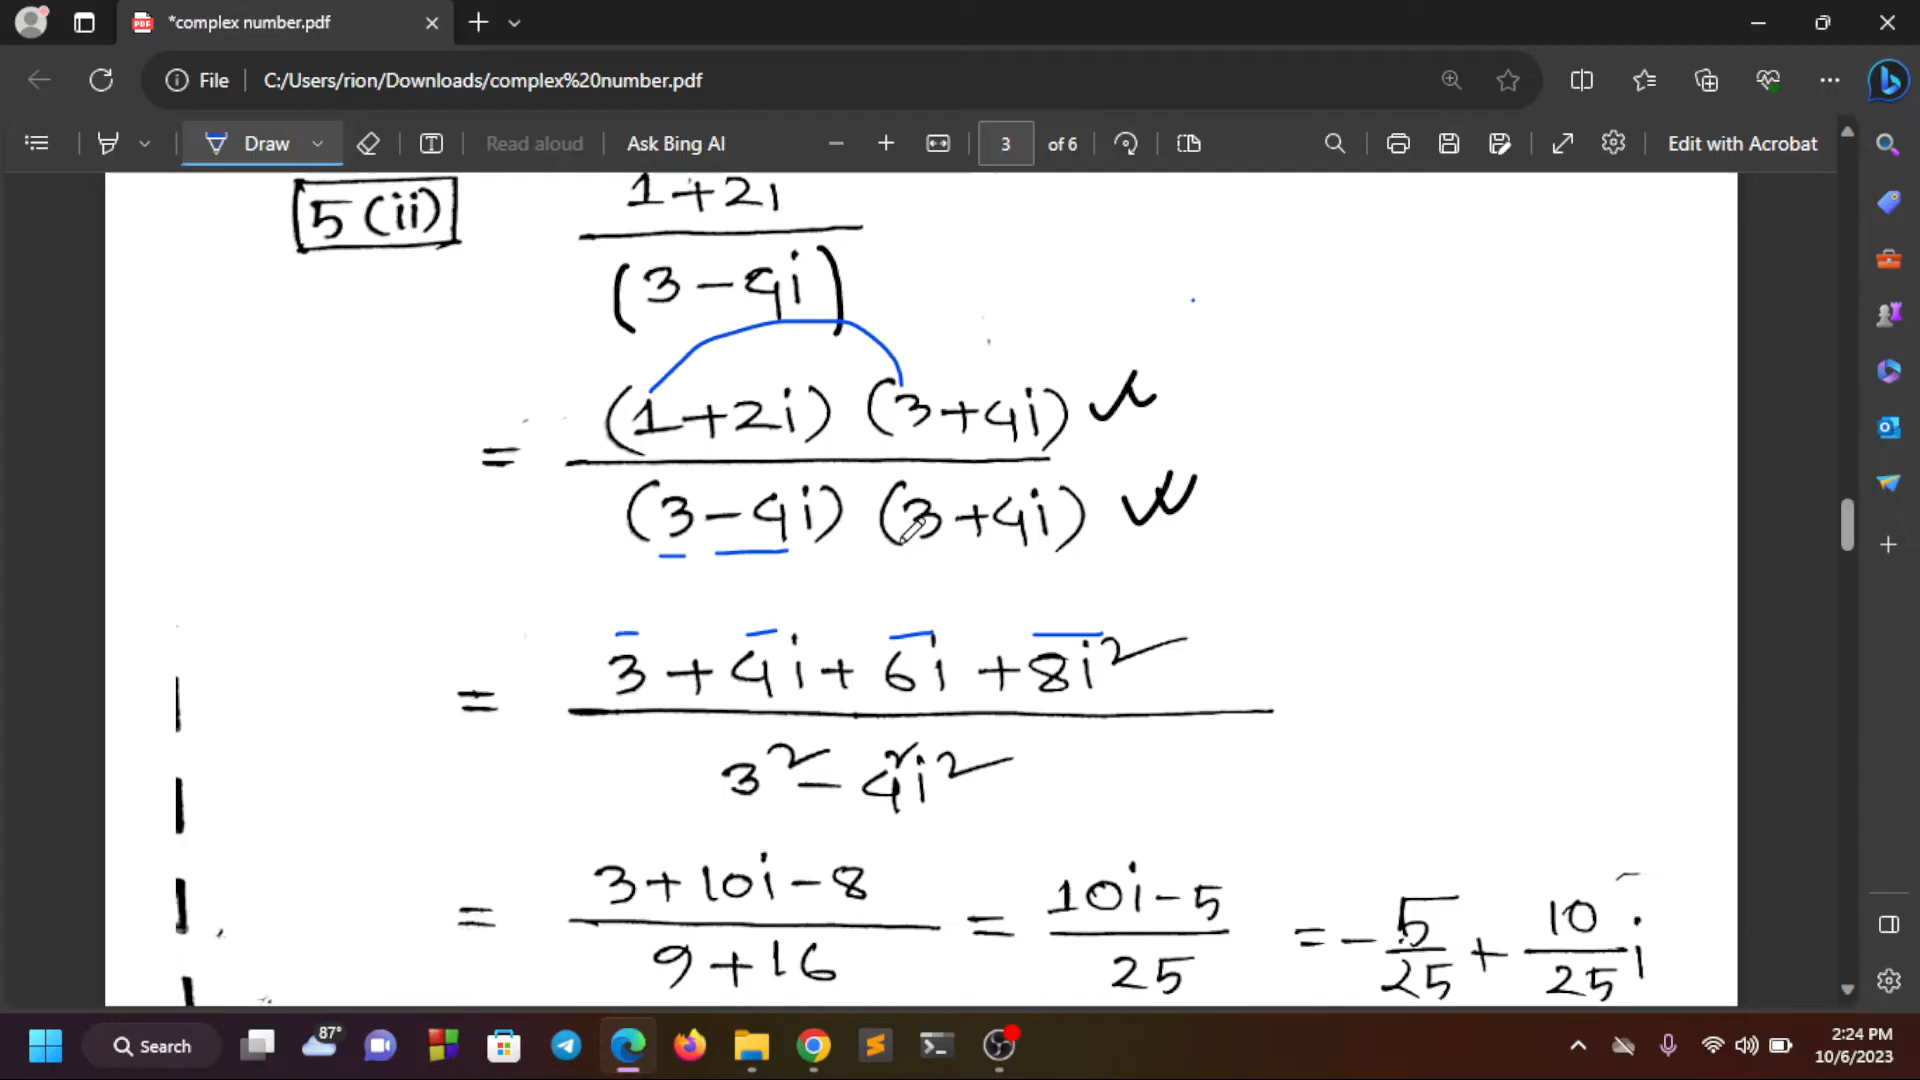 *complex number.pdf
File C:/Users/rion/Downloads/complex%20number.pdf
Draw Read aloud Ask Bing AI 3 of 6 Edit with Acrobat
5 (ii) 1+2i
(3-4i)
= (1+2i) (3+4i)
(3-4i) (3+4i)
= 3+4i+6i+8i²
3²-4²i²
= 3+10i-8 = 10i-5 = -5 + 10 i
9+16 25 25 25
Search 87° 2:24 PM
10/6/2023